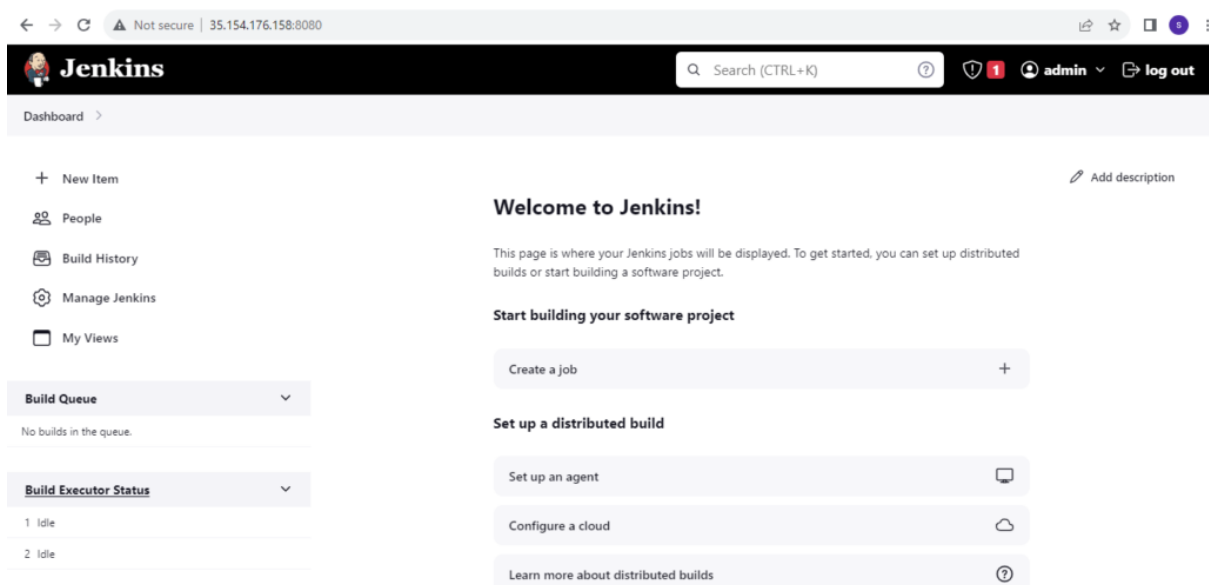 Not secure | 35.154.176.158:8080
S
Jenkins
Search (CTRL+K)
1
admin
log out
Dashboard
New Item
Add description
People
Welcome to Jenkins!
Build History
This page is where your Jenkins jobs will be displayed. To get started, you can set up distributed
builds or start building a software project.
Manage Jenkins
My Views
Start building your software project
Create a job
Build Queue
No builds in the queue.
Set up a distributed build
Set up an agent
Build Executor Status
1 Idle
2 Idle
Configure a cloud
Learn more about distributed builds